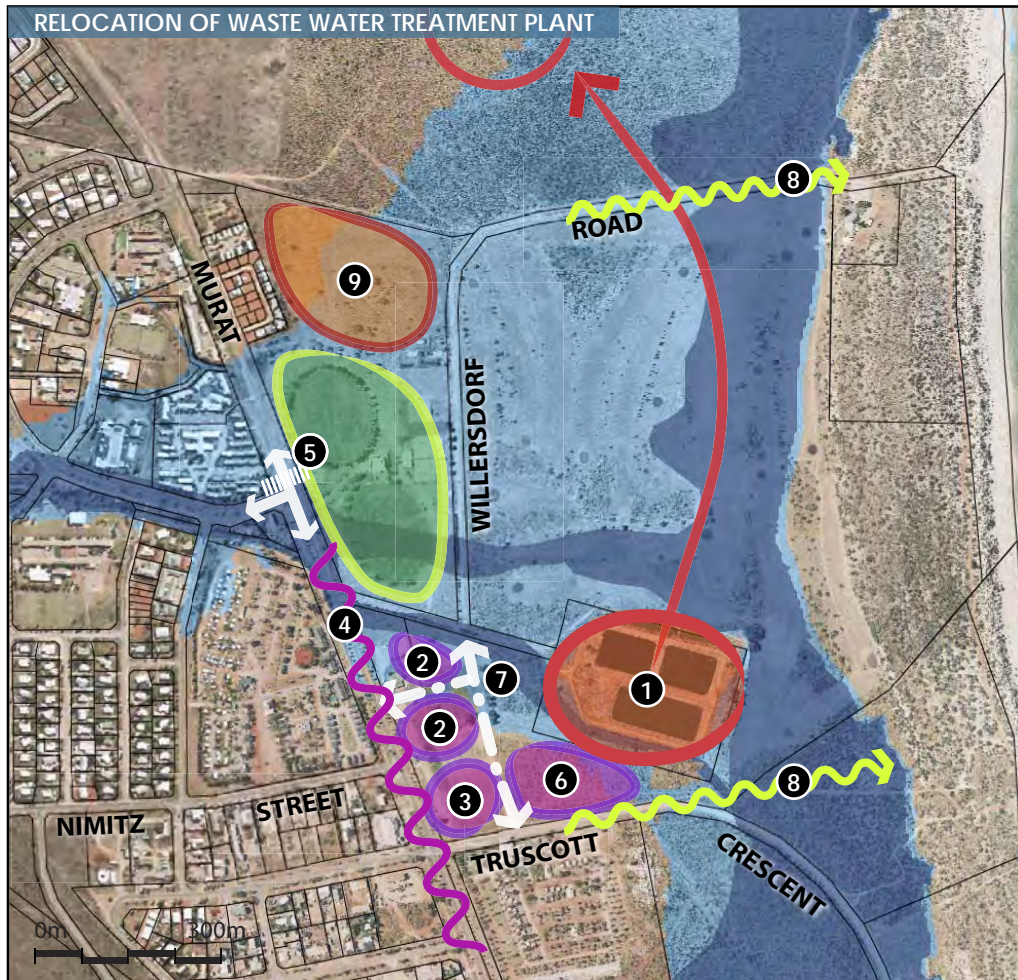 RELOCATION OF WASTE WATER TREATMENT PLANT
8
ROAD
MURAT
9
WILLERSDORF
5
4
2
7
1
2
6
3
8
NIMITZ
STREET
TRUSCOTT
CRESCENT
0m
300m